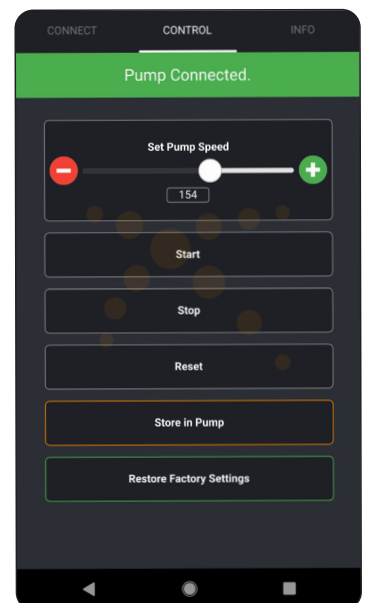 CONNECT CONTROL INFO
Pump Connected.
Set Pump Speed
154
Start
Stop
Reset
Store in Pump
Restore Factory Settings